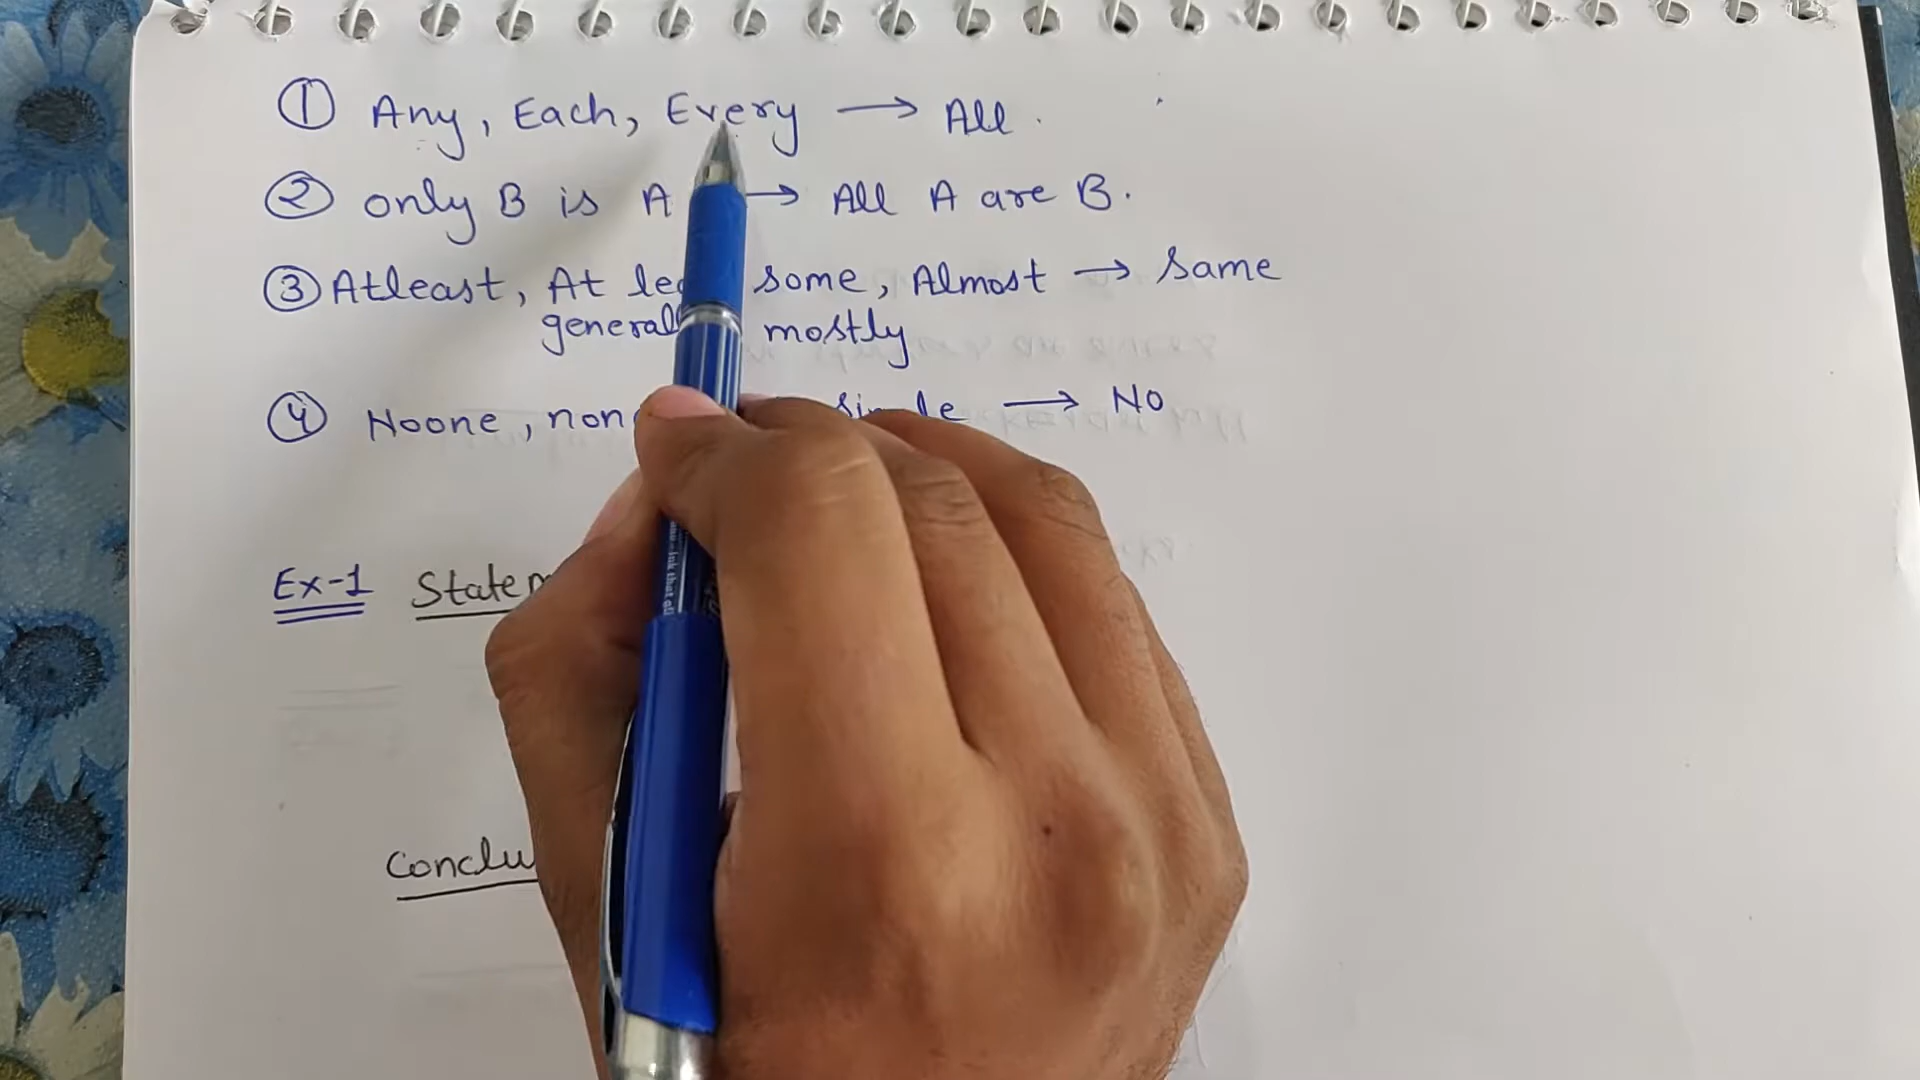 ① Any, Each, Every → All.
② only B is A → All A are B.
③ Atleast, At some, Almost → Same
mostly
④ Noone, → No
Ex-1